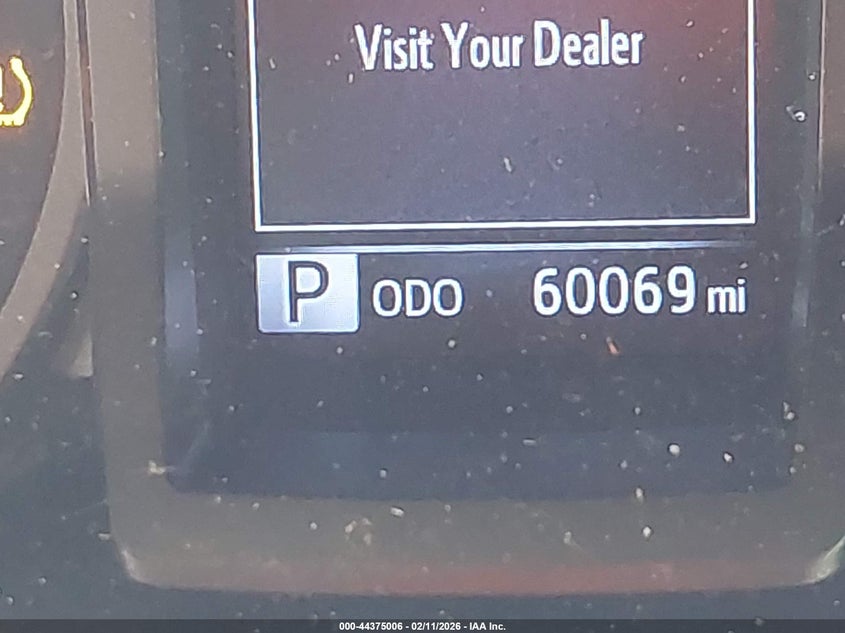 Visit Your Dealer
P ODO 60069 mi
000-44375006 - 02/11/2026 - IAA Inc.